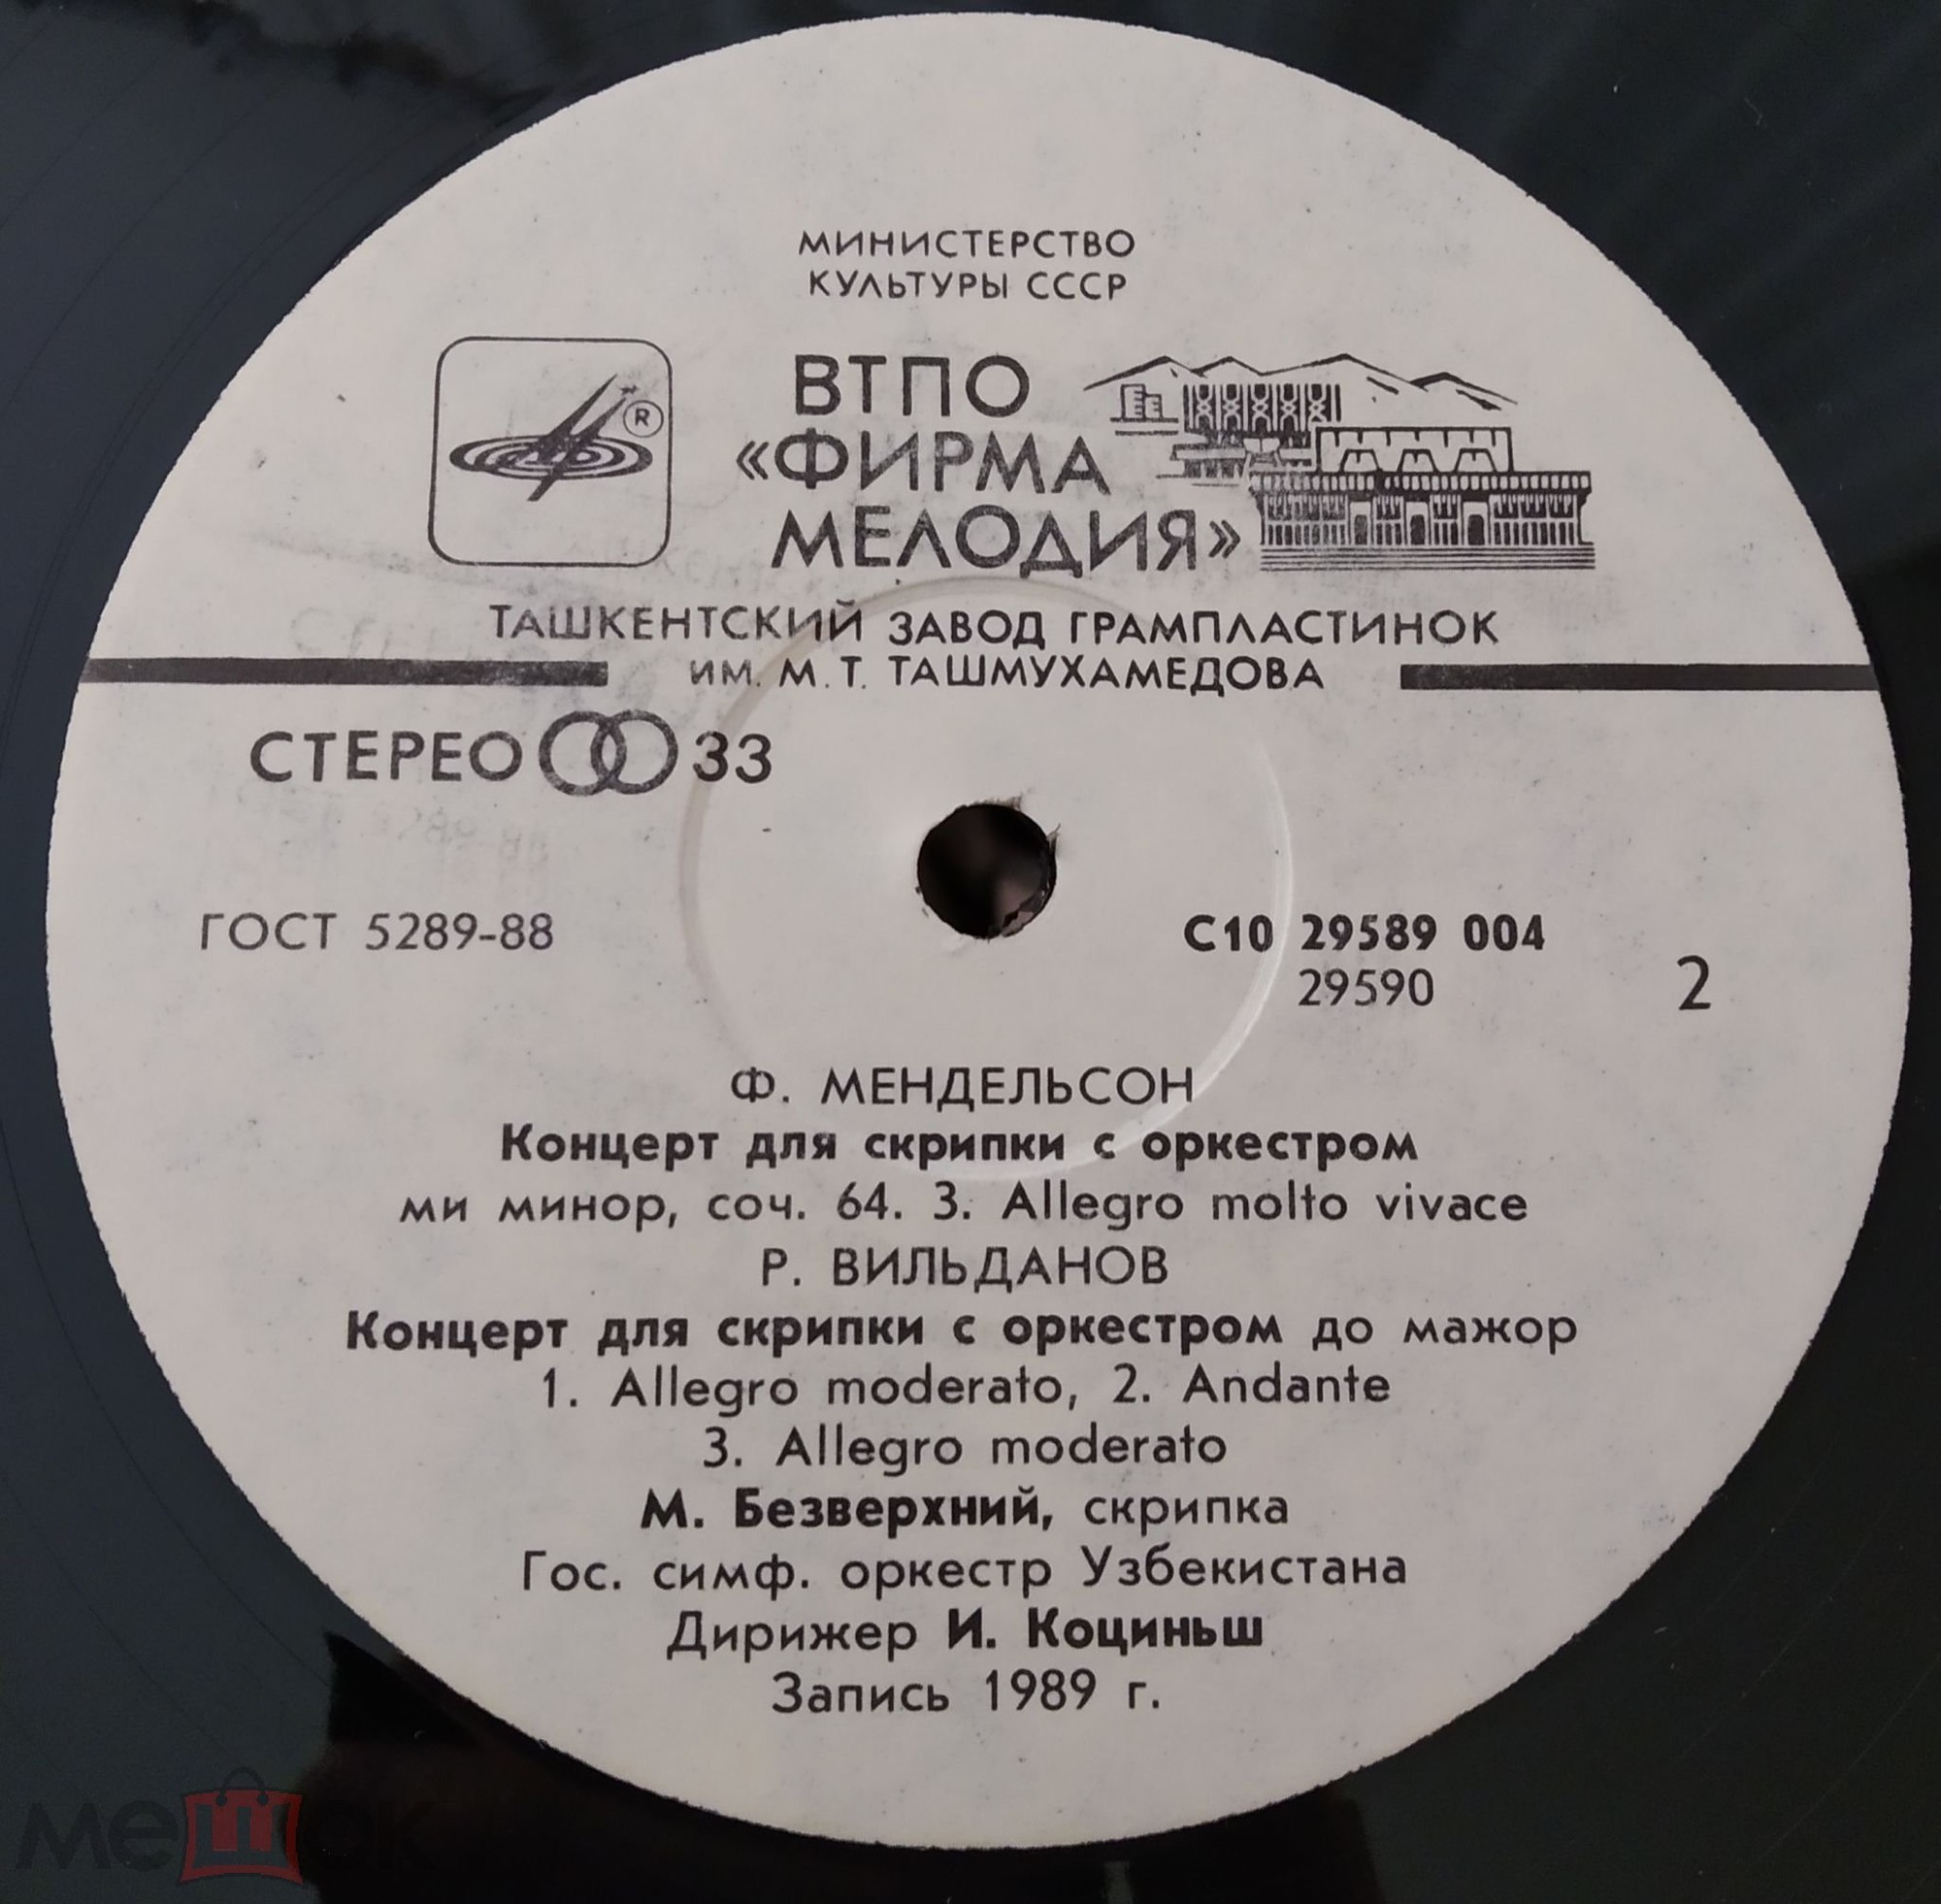 МИНИСТЕРСТВО
КУЛЬТУРЫ СССР
ВТПО
«ФИРМА
МЕЛОДИЯ»
®
ТАШКЕНТСКИЙ ЗАВОД ГРАМПЛАСТИНОК
ИМ. М. Т. ТАШМУХАМЕДОВА
СТЕРЕО 33
ГОСТ 5289-88
С10 29589 004
29590
2
Ф. МЕНДЕЛЬСОН
Концерт для скрипки с оркестром
ми минор, соч. 64. 3. Allegro molto vivace
Р. ВИЛЬДАНОВ
Концерт для скрипки с оркестром до мажор
1. Allegro moderato, 2. Andante
3. Allegro moderato
М. Безверхний, скрипка
Гос. симф. оркестр Узбекистана
Дирижер И. Коциньш
Запись 1989 г.
мешок